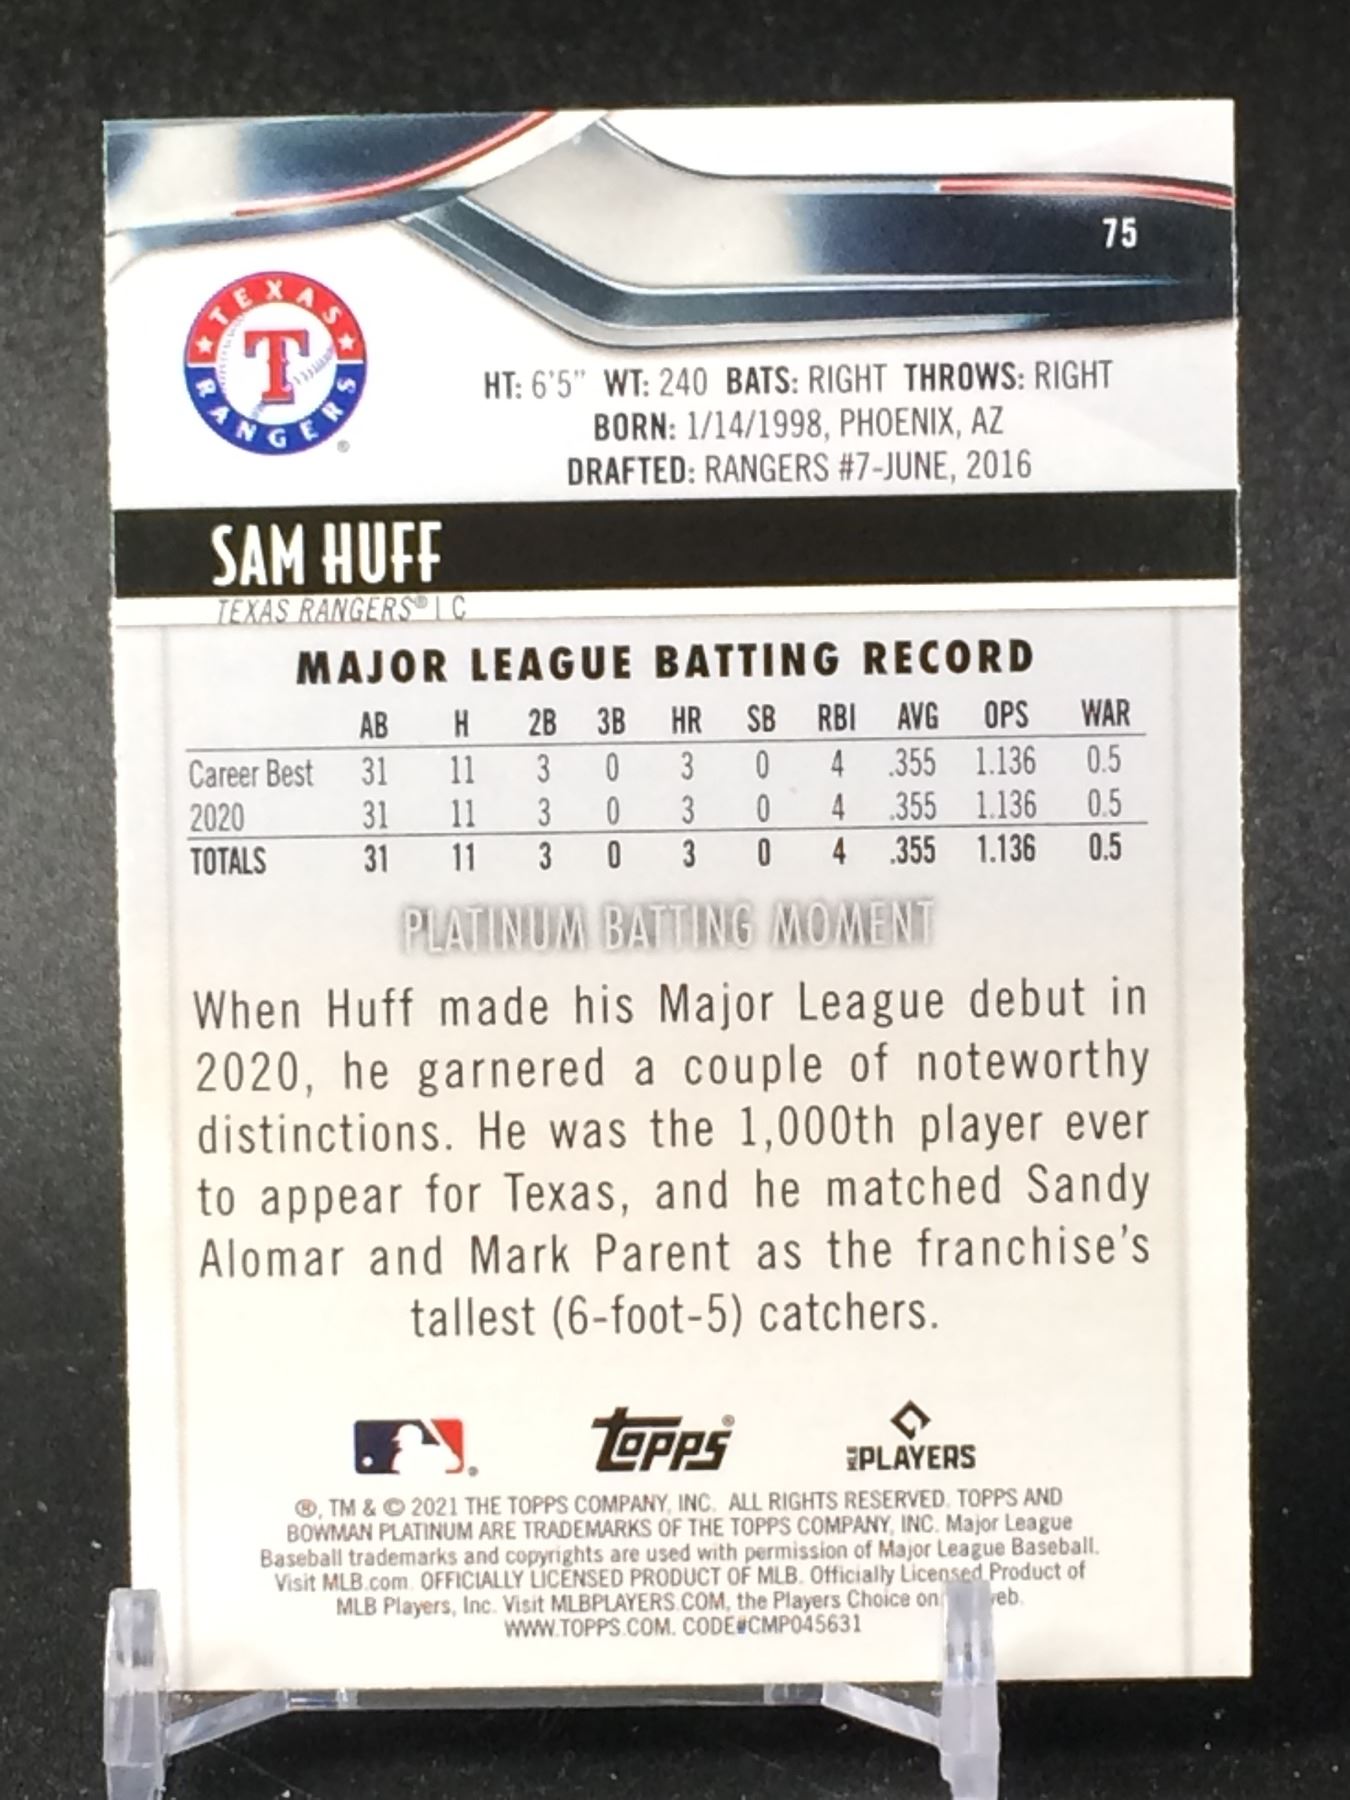 75
TEXAS
T
RANGERS®
HT: 6'5" WT: 240 BATS: RIGHT THROWS: RIGHT
BORN: 1/14/1998, PHOENIX, AZ
DRAFTED: RANGERS #7-JUNE, 2016
SAM HUFF
TEXAS RANGERS® | C
MAJOR LEAGUE BATTING RECORD
AB H 2B 3B HR SB RBI AVG OPS WAR
Career Best 31 11 3 0 3 0 4 .355 1.136 0.5
2020 31 11 3 0 3 0 4 .355 1.136 0.5
TOTALS 31 11 3 0 3 0 4 .355 1.136 0.5
PLATINUM BATTING MOMENT
When Huff made his Major League debut in
2020, he garnered a couple of noteworthy
distinctions. He was the 1,000th player ever
to appear for Texas, and he matched Sandy
Alomar and Mark Parent as the franchise's
tallest (6-foot-5) catchers.
topps® PLAYERS
®, TM & © 2021 THE TOPPS COMPANY, INC. ALL RIGHTS RESERVED. TOPPS AND
BOWMAN PLATINUM ARE TRADEMARKS OF THE TOPPS COMPANY, INC. Major League
Baseball trademarks and copyrights are used with permission of Major League Baseball.
Visit MLB.com. OFFICIALLY LICENSED PRODUCT OF MLB. Officially Licensed Product of
MLB Players, Inc. Visit MLBPLAYERS.COM, the Players Choice on
WWW.TOPPS.COM. CODE#CMP045631